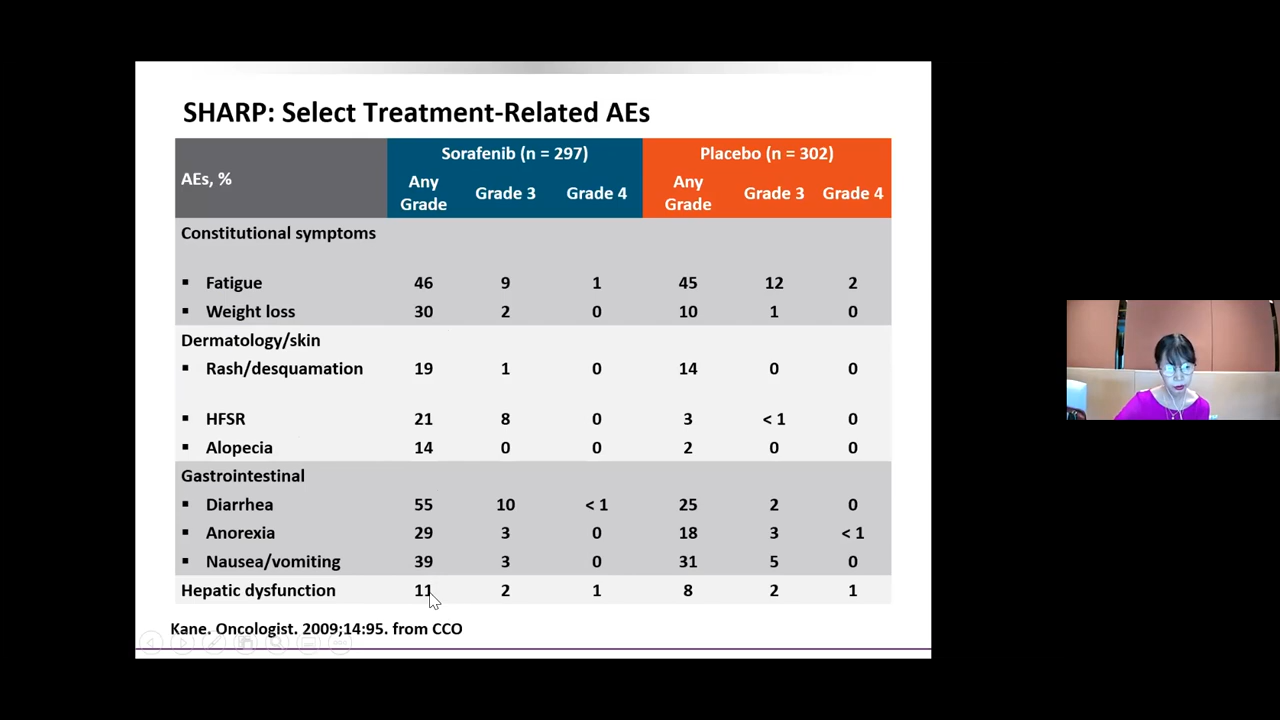 SHARP: Select Treatment-Related AEs
AEs, % Sorafenib (n = 297) Placebo (n = 302)
Any Grade Grade 3 Grade 4 Any Grade Grade 3 Grade 4
Constitutional symptoms
▪ Fatigue 46 9 1 45 12 2
▪ Weight loss 30 2 0 10 1 0
Dermatology/skin
▪ Rash/desquamation 19 1 0 14 0 0
▪ HFSR 21 8 0 3 < 1 0
▪ Alopecia 14 0 0 2 0 0
Gastrointestinal
▪ Diarrhea 55 10 < 1 25 2 0
▪ Anorexia 29 3 0 18 3 < 1
▪ Nausea/vomiting 39 3 0 31 5 0
Hepatic dysfunction 11 2 1 8 2 1
Kane. Oncologist. 2009;14:95. from CCO